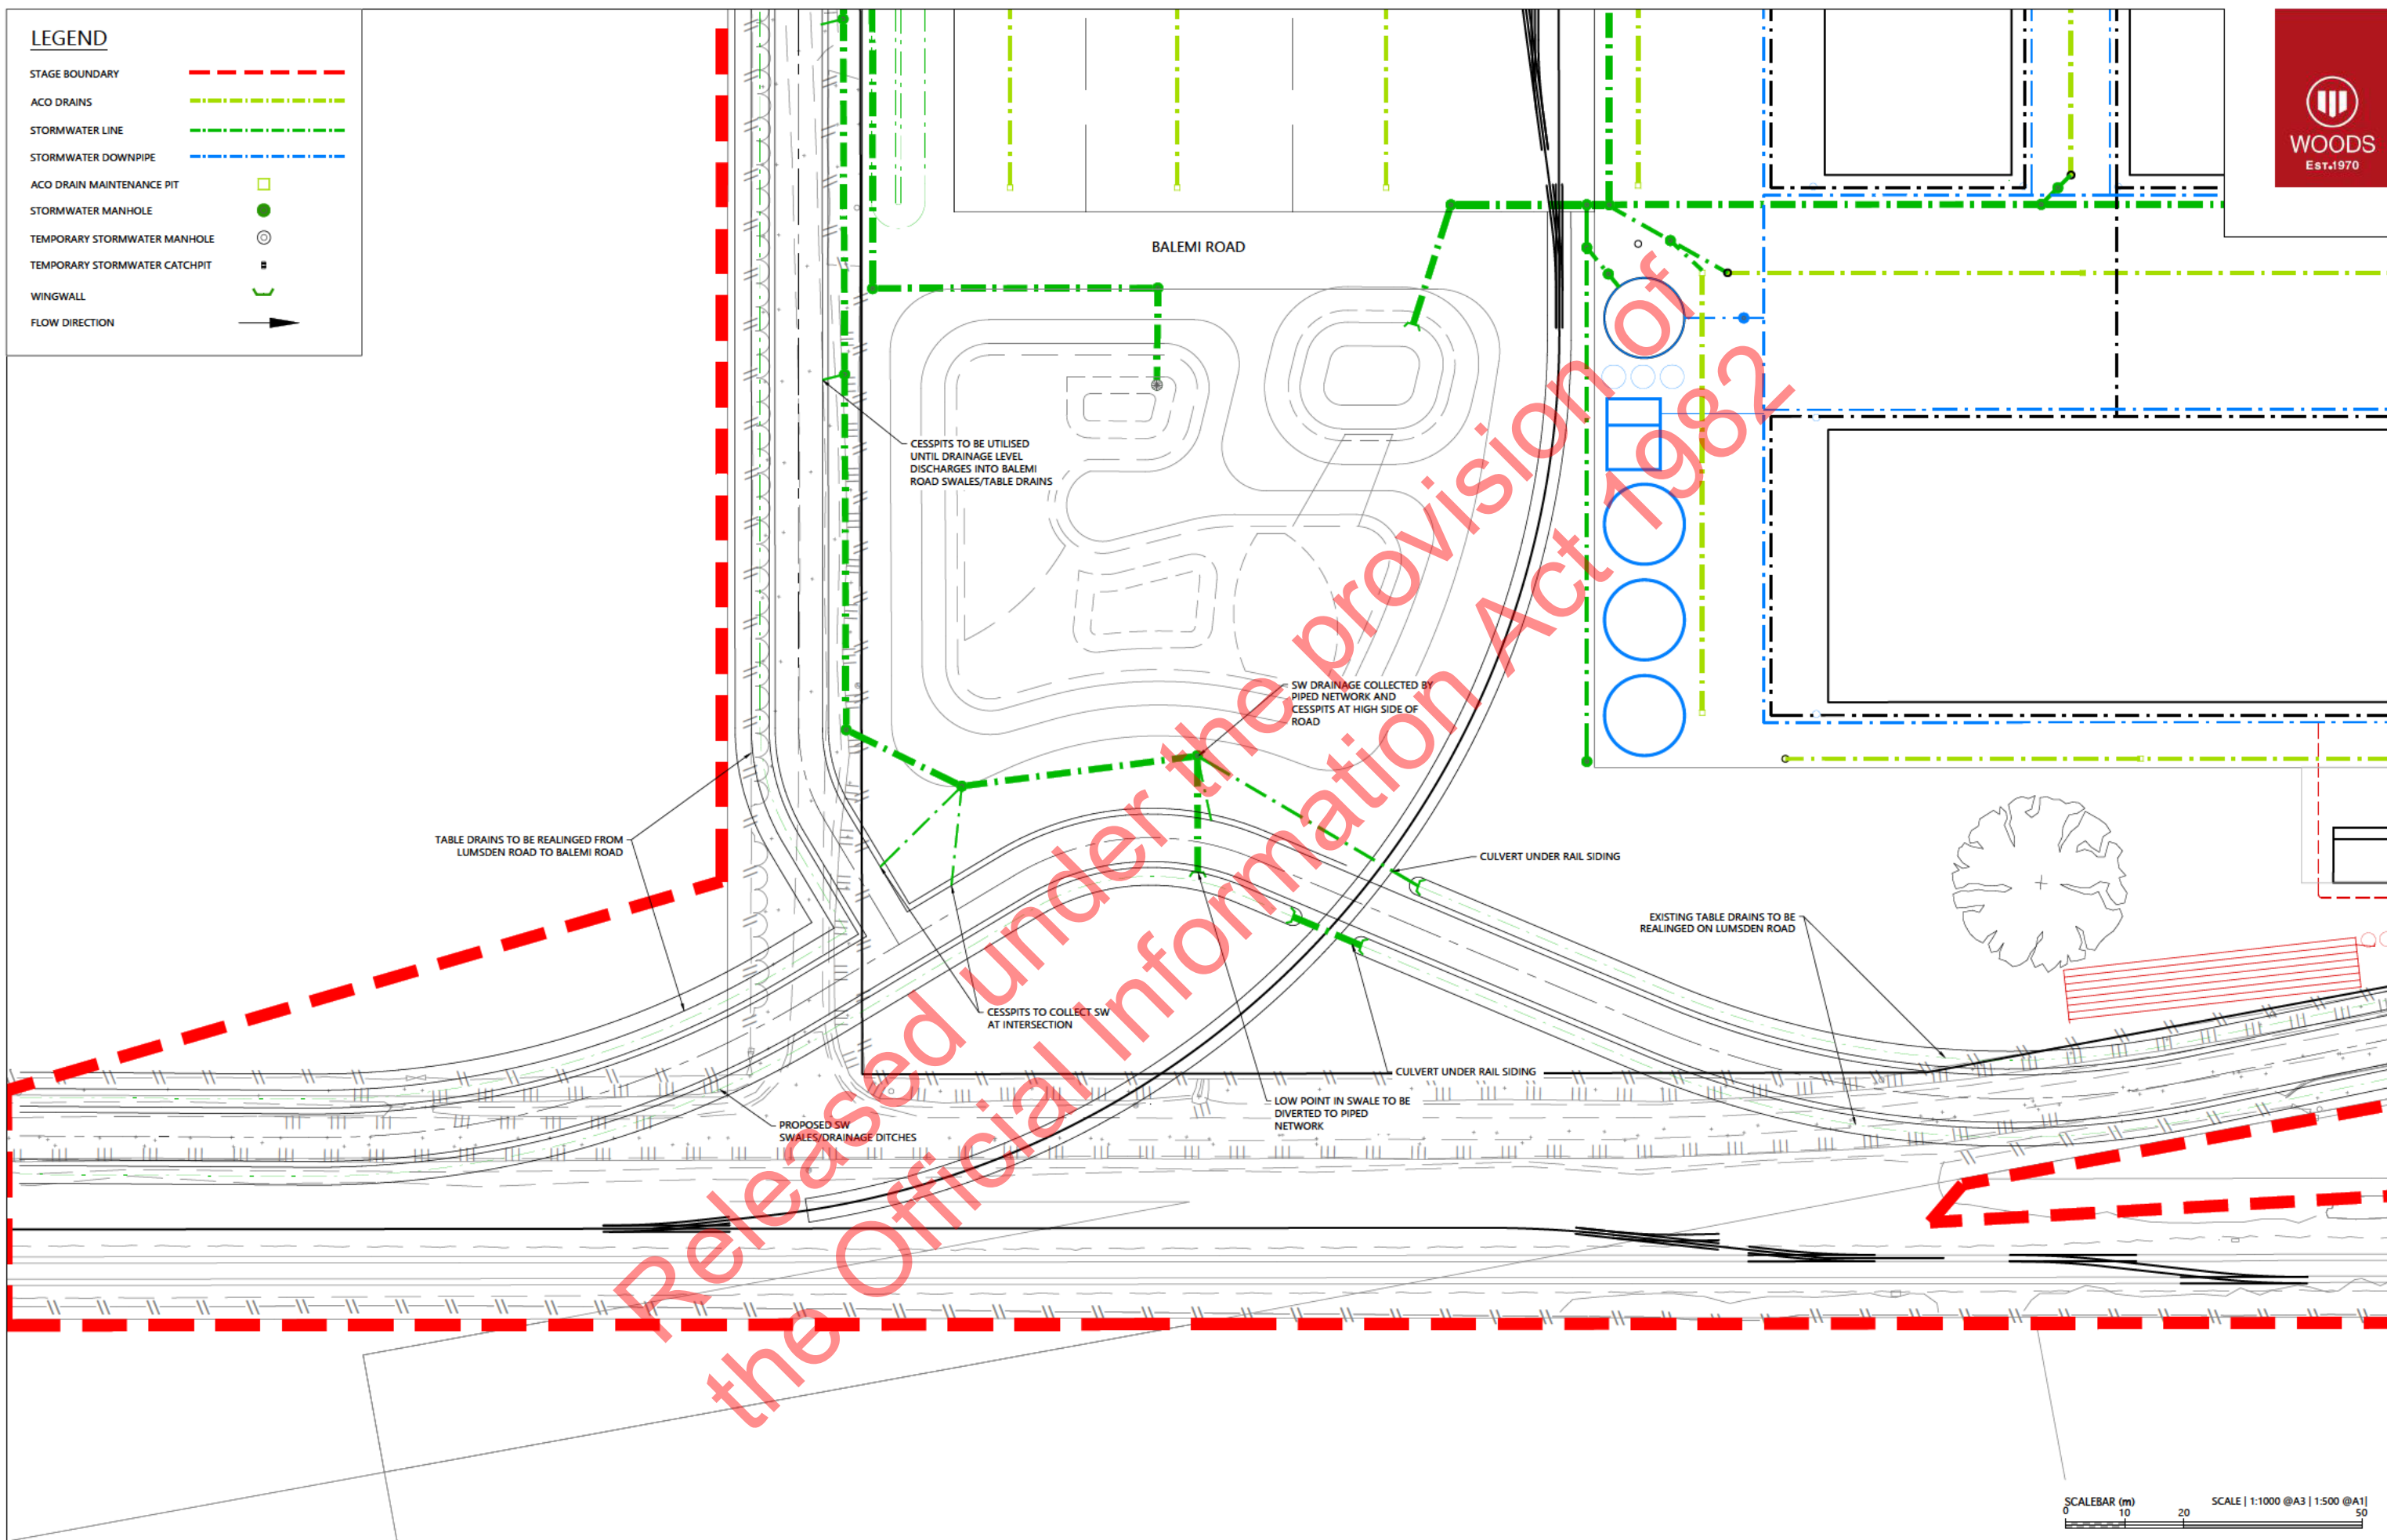 LEGEND
STAGE BOUNDARY
ACO DRAINS
STORMWATER LINE
STORMWATER DOWNPIPE
ACO DRAIN MAINTENANCE PIT
STORMWATER MANHOLE
TEMPORARY STORMWATER MANHOLE
TEMPORARY STORMWATER CATCHPIT
WINGWALL
FLOW DIRECTION
WOODS
EST.1970
BALEMI ROAD
CESSPITS TO BE UTILISED
UNTIL DRAINAGE LEVEL
DISCHARGES INTO BALEMI
ROAD SWALES/TABLE DRAINS
SW DRAINAGE COLLECTED BY
PIPED NETWORK AND
CESSPITS AT HIGH SIDE OF
ROAD
TABLE DRAINS TO BE REALINGED FROM
LUMSDEN ROAD TO BALEMI ROAD
CULVERT UNDER RAIL SIDING
EXISTING TABLE DRAINS TO BE
REALINGED ON LUMSDEN ROAD
CESSPITS TO COLLECT SW
AT INTERSECTION
CULVERT UNDER RAIL SIDING
LOW POINT IN SWALE TO BE
DIVERTED TO PIPED
NETWORK
PROPOSED SW
SWALES/DRAINAGE DITCHES
Released under the provision of
the Official Information Act 1982
SCALEBAR (m)
0 10 20 50
SCALE | 1:1000 @A3 | 1:500 @A1|